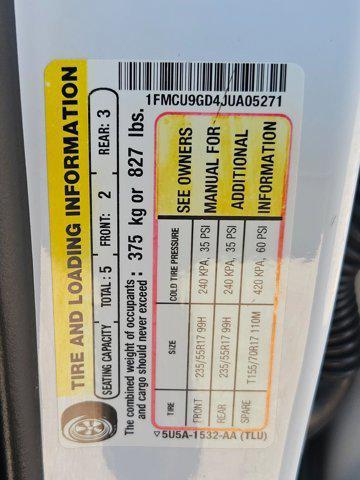 1FMCU9GD4JUA05271
TIRE AND LOADING INFORMATION
SEATING CAPACITY TOTAL : 5 FRONT: 2 REAR: 3
The combined weight of occupants
and cargo should never exceed : 375 kg or 827 lbs.
TIRE SIZE COLD TIRE PRESSURE SEE OWNERS
FRONT 235/55R17 99H 240 KPA, 35 PSI MANUAL FOR
REAR 235/55R17 99H 240 KPA, 35 PSI ADDITIONAL
SPARE T155/70R17 110M 420 KPA, 60 PSI INFORMATION
5U5A-1532-AA (TLU)